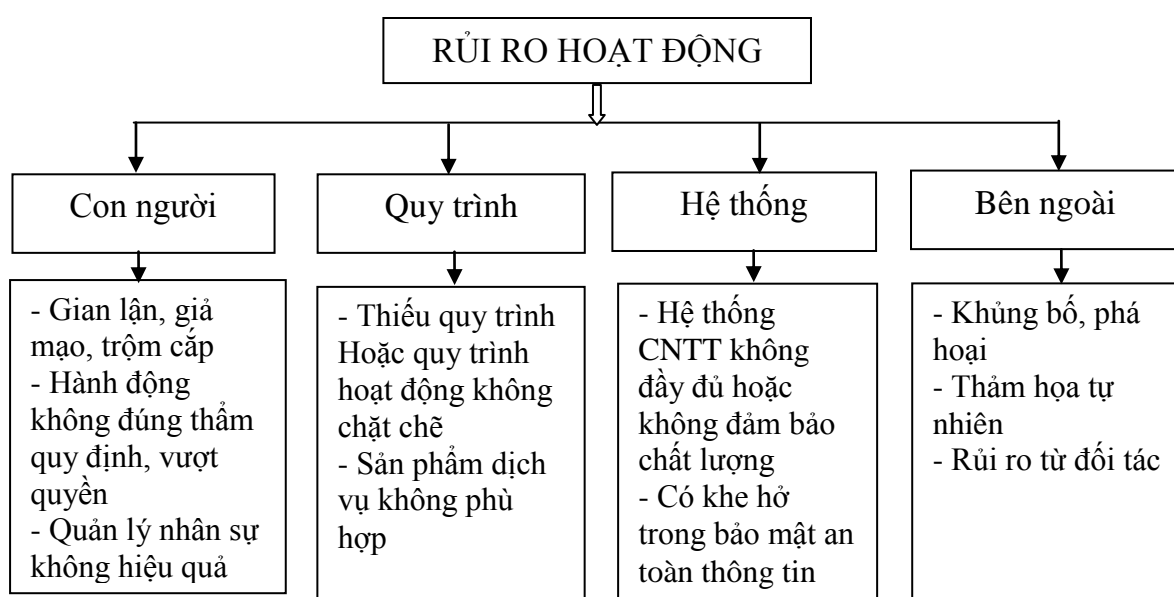 RỦI RO HOẠT ĐỘNG
Con người
Quy trình
Hệ thống
Bên ngoài
- Gian lận, giả
mạo, trộm cắp
- Hành động
không đúng thẩm
quy định, vượt
quyền
- Quản lý nhân sự
không hiệu quả
- Thiếu quy trình
Hoặc quy trình
hoạt động không
chặt chẽ
- Sản phẩm dịch
vụ không phù
hợp
- Hệ thống
CNTT không
đầy đủ hoặc
không đảm bảo
chất lượng
- Có khe hở
trong bảo mật an
toàn thông tin
- Khủng bố, phá
hoại
- Thảm họa tự
nhiên
- Rủi ro từ đối tác